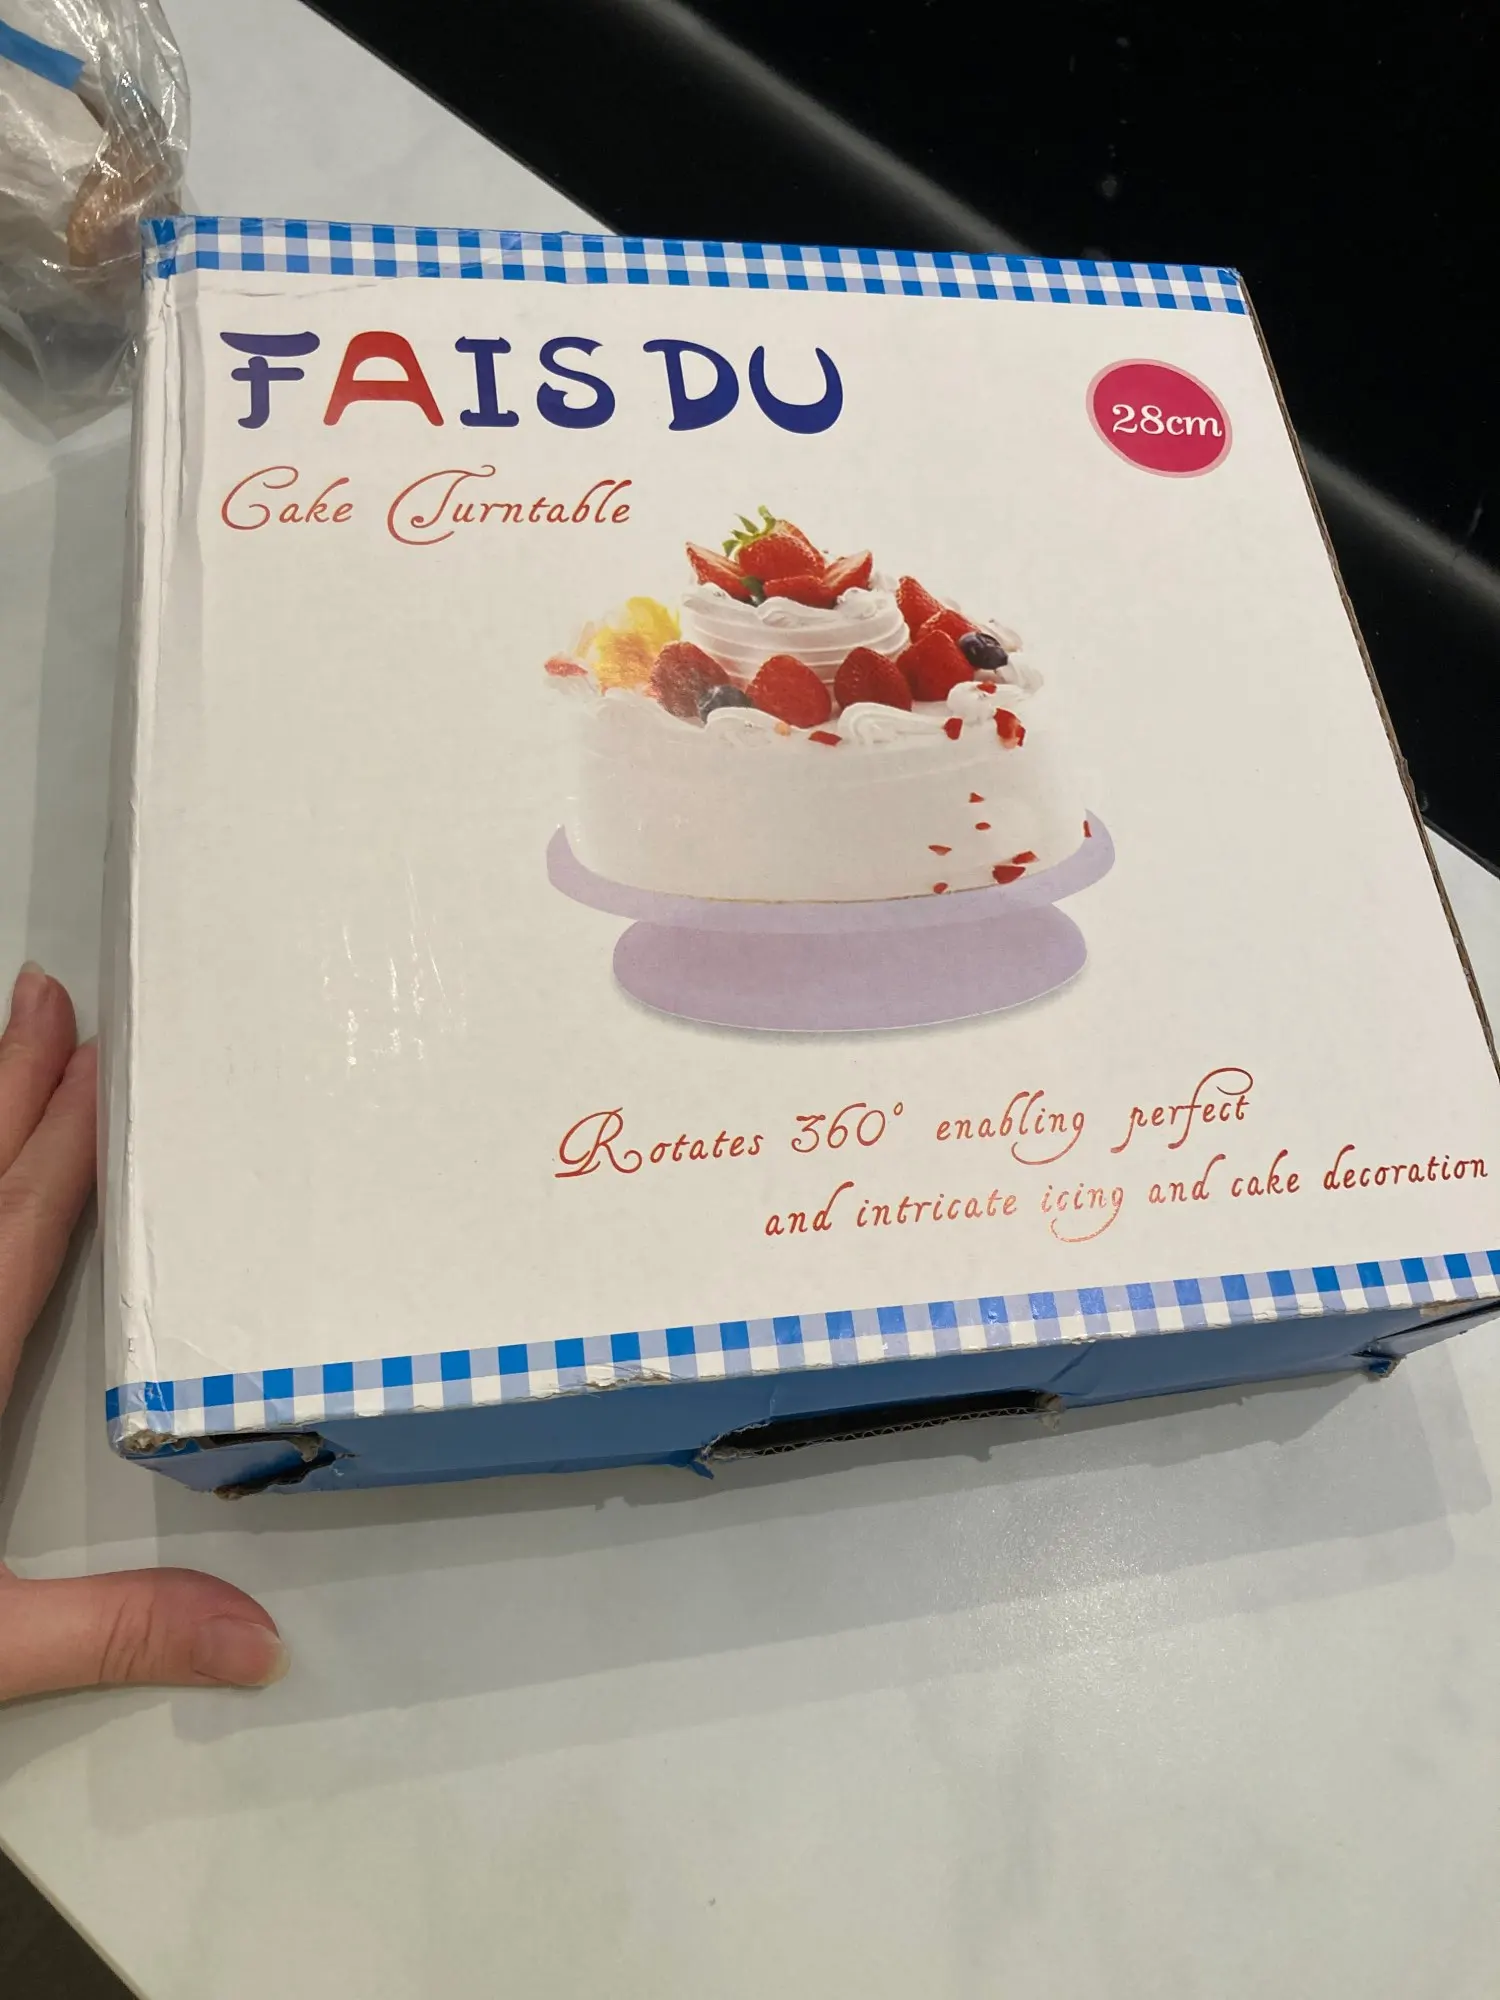 FAIS DU
28cm
Cake Turntable
Rotates 360° enabling perfect
and intricate icing and cake decoration